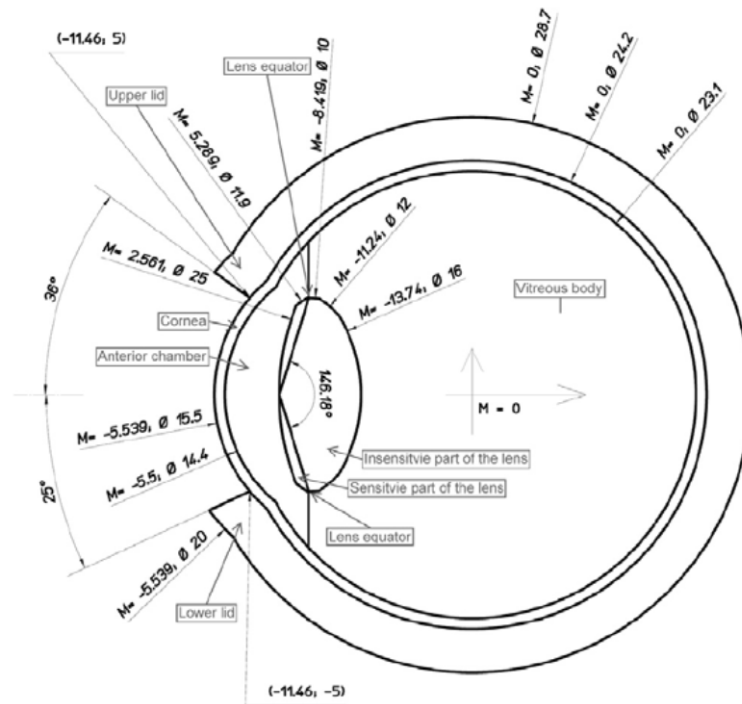 (-11.46; 5)
Lens equator
Upper lid
M= -8.419; Ø 10
M= 0; Ø 28.7
M= 0; Ø 24.2
M= 0; Ø 23.1
M= 5.289; Ø 11.9
M= 2.561; Ø 25
M= -11.24; Ø 12
M= -13.74; Ø 16
36°
Vitreous body
Cornea
Anterior chamber
146.18°
M = 0
M= -5.539; Ø 15.5
M= -5.5; Ø 14.4
Insensitvie part of the lens
25°
Sensitvie part of the lens
Lens equator
M= -5.539; Ø 20
Lower lid
(-11.46; -5)